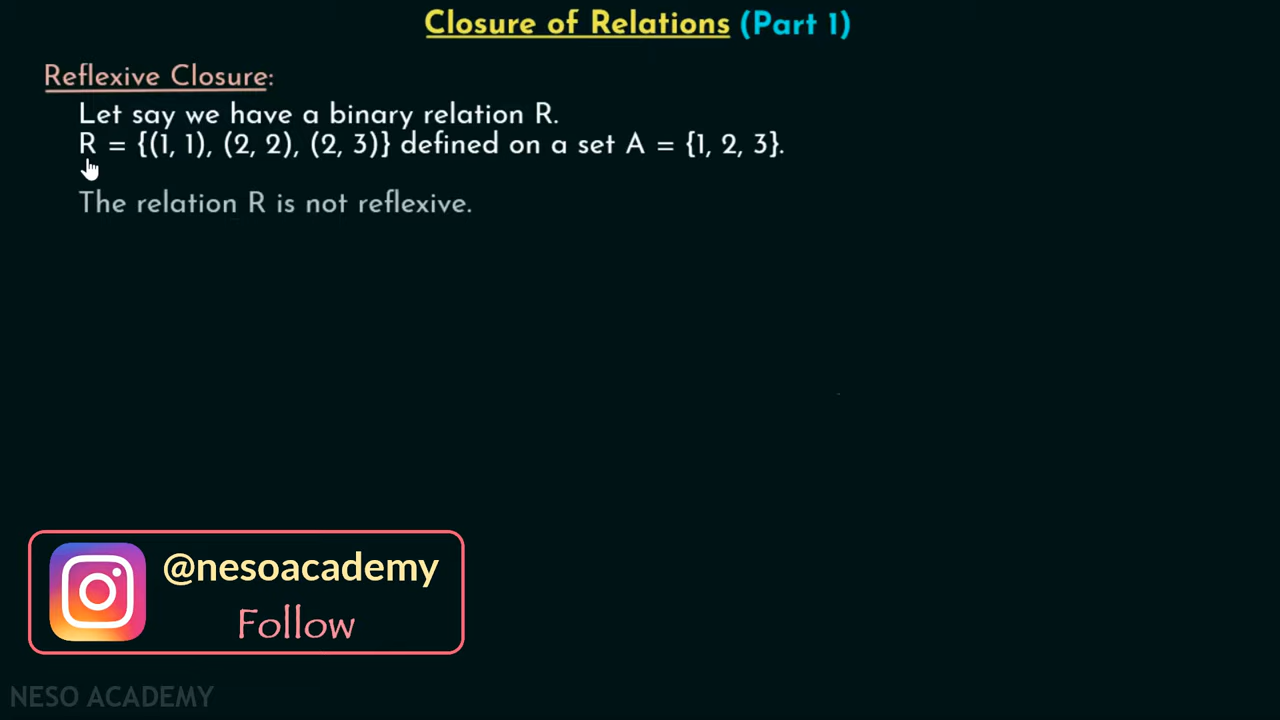 Closure of Relations (Part 1)
Reflexive Closure:
Let say we have a binary relation R.
R = {(1, 1), (2, 2), (2, 3)} defined on a set A = {1, 2, 3}.
The relation R is not reflexive.
@nesoacademy
Follow
NESO ACADEMY